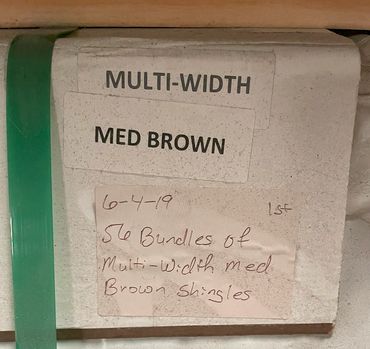 MULTI-WIDTH
MED BROWN
6-4-19 1st
56 Bundles of
Multi-Width med
Brown Shingles